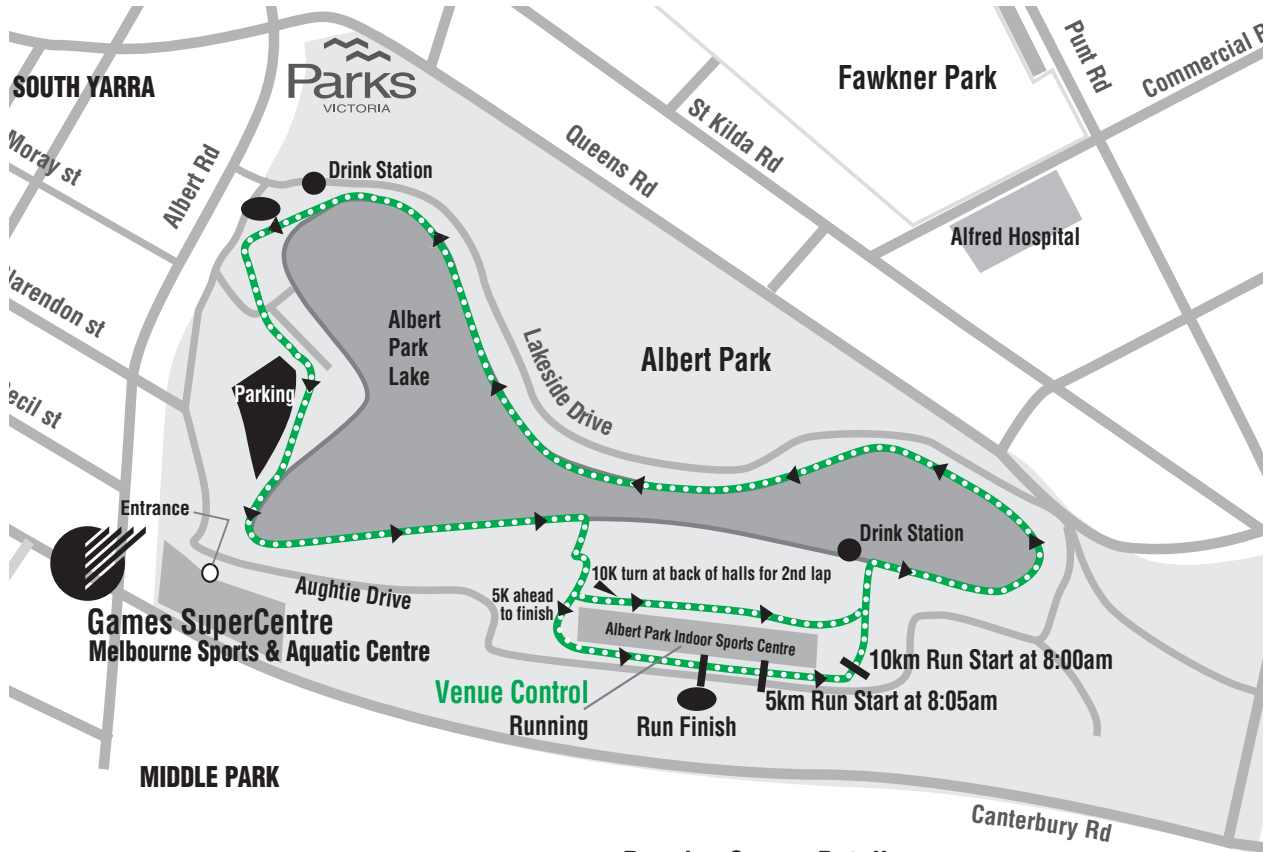 SOUTH YARRA
Parks
VICTORIA
Fawkner Park
Punt Rd
Commercial R
Moray st
Albert Rd
Drink Station
Queens Rd
St Kilda Rd
Alfred Hospital
larendon st
Albert
Park
Lake
Lakeside Drive
Albert Park
ecil st
Parking
Entrance
Drink Station
Aughtie Drive
10K turn at back of halls for 2nd lap
5K ahead
to finish
Albert Park Indoor Sports Centre
Games SuperCentre
Melbourne Sports & Aquatic Centre
10km Run Start at 8:00am
Venue Control
Running
5km Run Start at 8:05am
Run Finish
MIDDLE PARK
Canterbury Rd